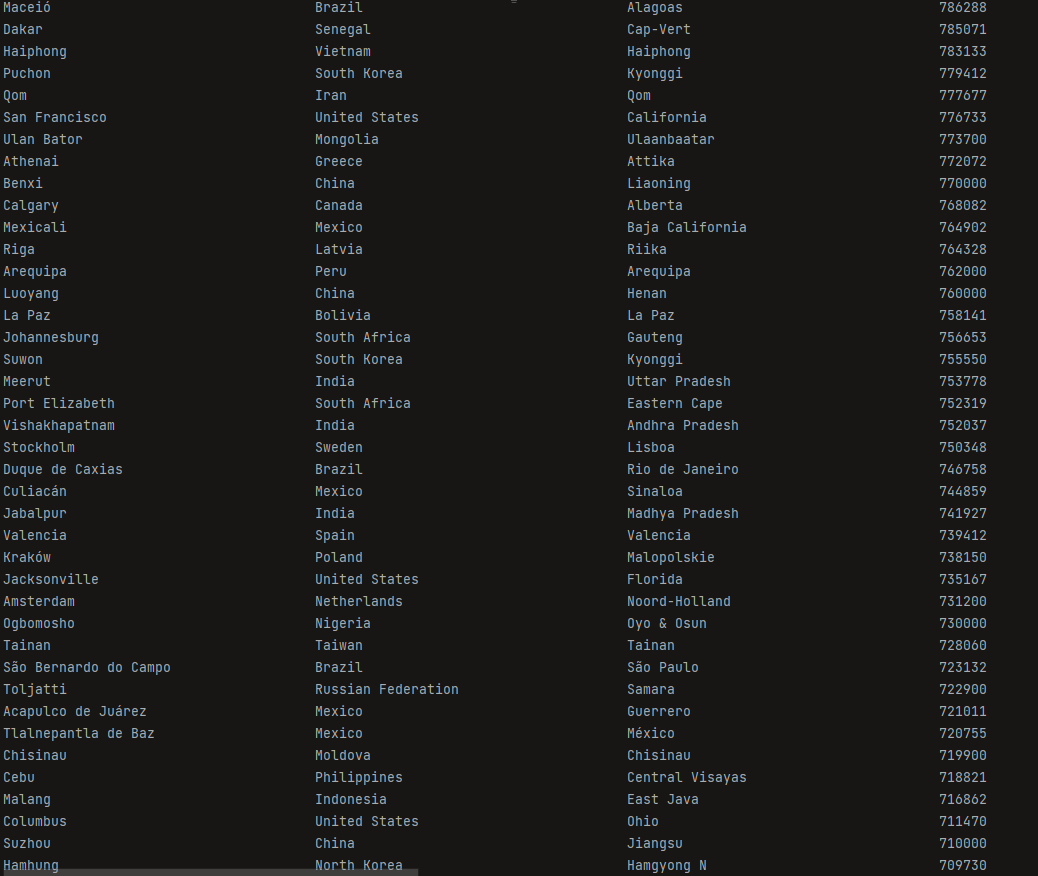 Maceió Brazil Alagoas 786288
Dakar Senegal Cap-Vert 785071
Haiphong Vietnam Haiphong 783133
Puchon South Korea Kyonggi 779412
Qom Iran Qom 777677
San Francisco United States California 776733
Ulan Bator Mongolia Ulaanbaatar 773700
Athenai Greece Attika 772072
Benxi China Liaoning 770000
Calgary Canada Alberta 768082
Mexicali Mexico Baja California 764902
Riga Latvia Riika 764328
Arequipa Peru Arequipa 762000
Luoyang China Henan 760000
La Paz Bolivia La Paz 758141
Johannesburg South Africa Gauteng 756653
Suwon South Korea Kyonggi 755550
Meerut India Uttar Pradesh 753778
Port Elizabeth South Africa Eastern Cape 752319
Vishakhapatnam India Andhra Pradesh 752037
Stockholm Sweden Lisboa 750348
Duque de Caxias Brazil Rio de Janeiro 746758
Culiacán Mexico Sinaloa 744859
Jabalpur India Madhya Pradesh 741927
Valencia Spain Valencia 739412
Kraków Poland Malopolskie 738150
Jacksonville United States Florida 735167
Amsterdam Netherlands Noord-Holland 731200
Ogbomosho Nigeria Oyo & Osun 730000
Tainan Taiwan Tainan 728060
São Bernardo do Campo Brazil São Paulo 723132
Toljatti Russian Federation Samara 722900
Acapulco de Juárez Mexico Guerrero 721011
Tlalnepantla de Baz Mexico México 720755
Chisinau Moldova Chisinau 719900
Cebu Philippines Central Visayas 718821
Malang Indonesia East Java 716862
Columbus United States Ohio 711470
Suzhou China Jiangsu 710000
Hamhung North Korea Hamgyong N 709730